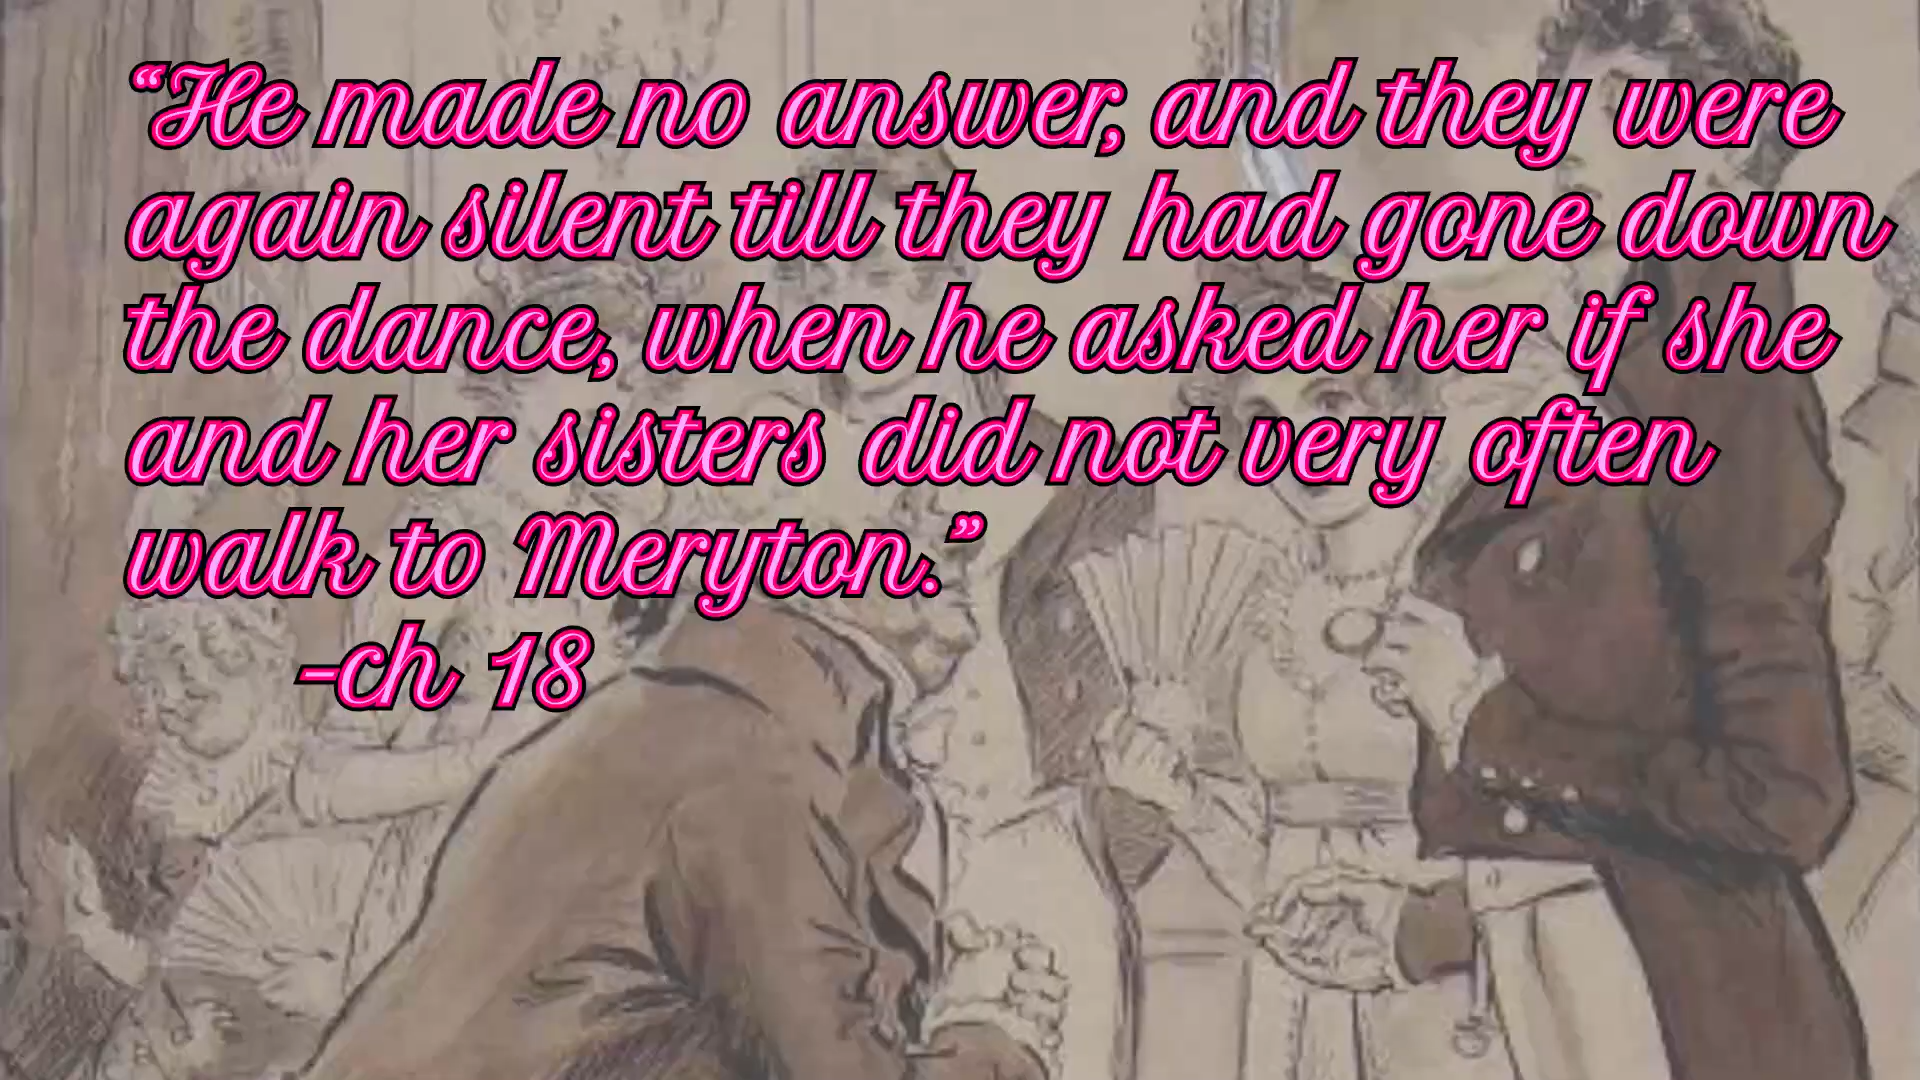 “He made no answer, and they were
again silent till they had gone down
the dance, when he asked her if she
and her sisters did not very often
walk to Meryton.”
-ch 18